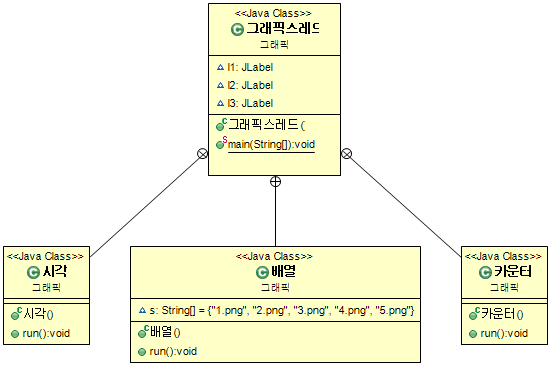 <<Java Class>>
그래픽스레드
그래픽
l1: JLabel
l2: JLabel
l3: JLabel
그래픽스레드(
main(String[]):void
<<Java Class>>
시각
그래픽
시각()
run():void
<<Java Class>>
배열
그래픽
s: String[] = {"1.png", "2.png", "3.png", "4.png", "5.png"}
배열()
run():void
<<Java Class>>
카운터
그래픽
카운터()
run():void